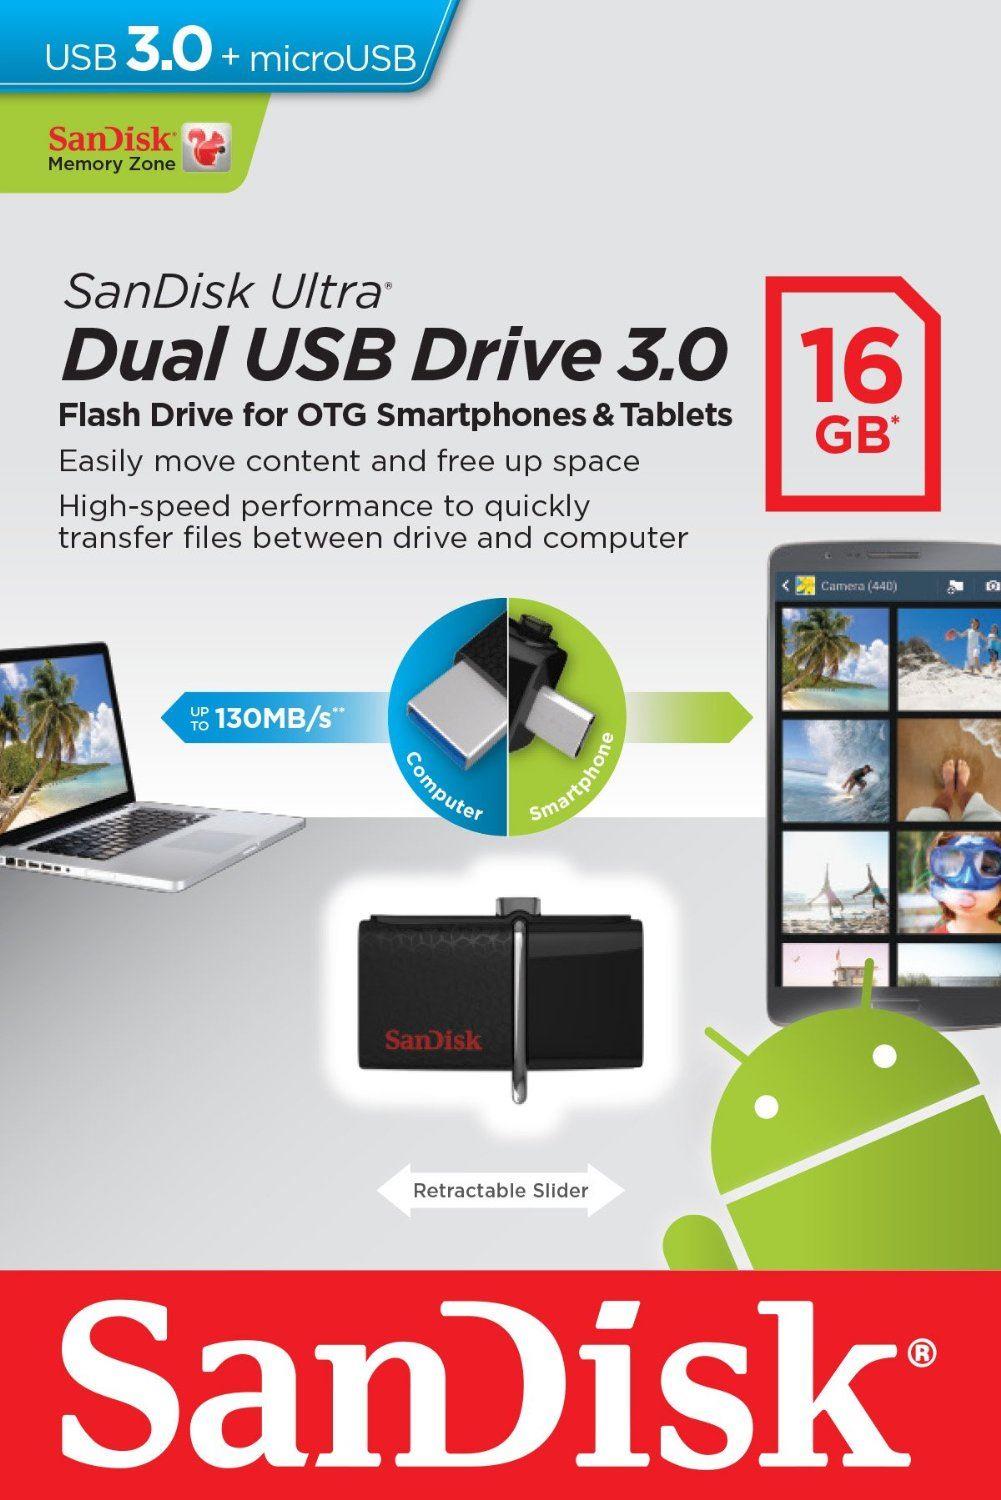 USB 3.0 + microUSB
SanDisk®
Memory Zone
SanDisk Ultra®
Dual USB Drive 3.0
Flash Drive for OTG Smartphones & Tablets
Easily move content and free up space
High-speed performance to quickly
transfer files between drive and computer
16
GB*
Camera (440)
UP TO 130MB/s**
Computer
Smartphone
SanDisk
Retractable Slider
SanDisk®